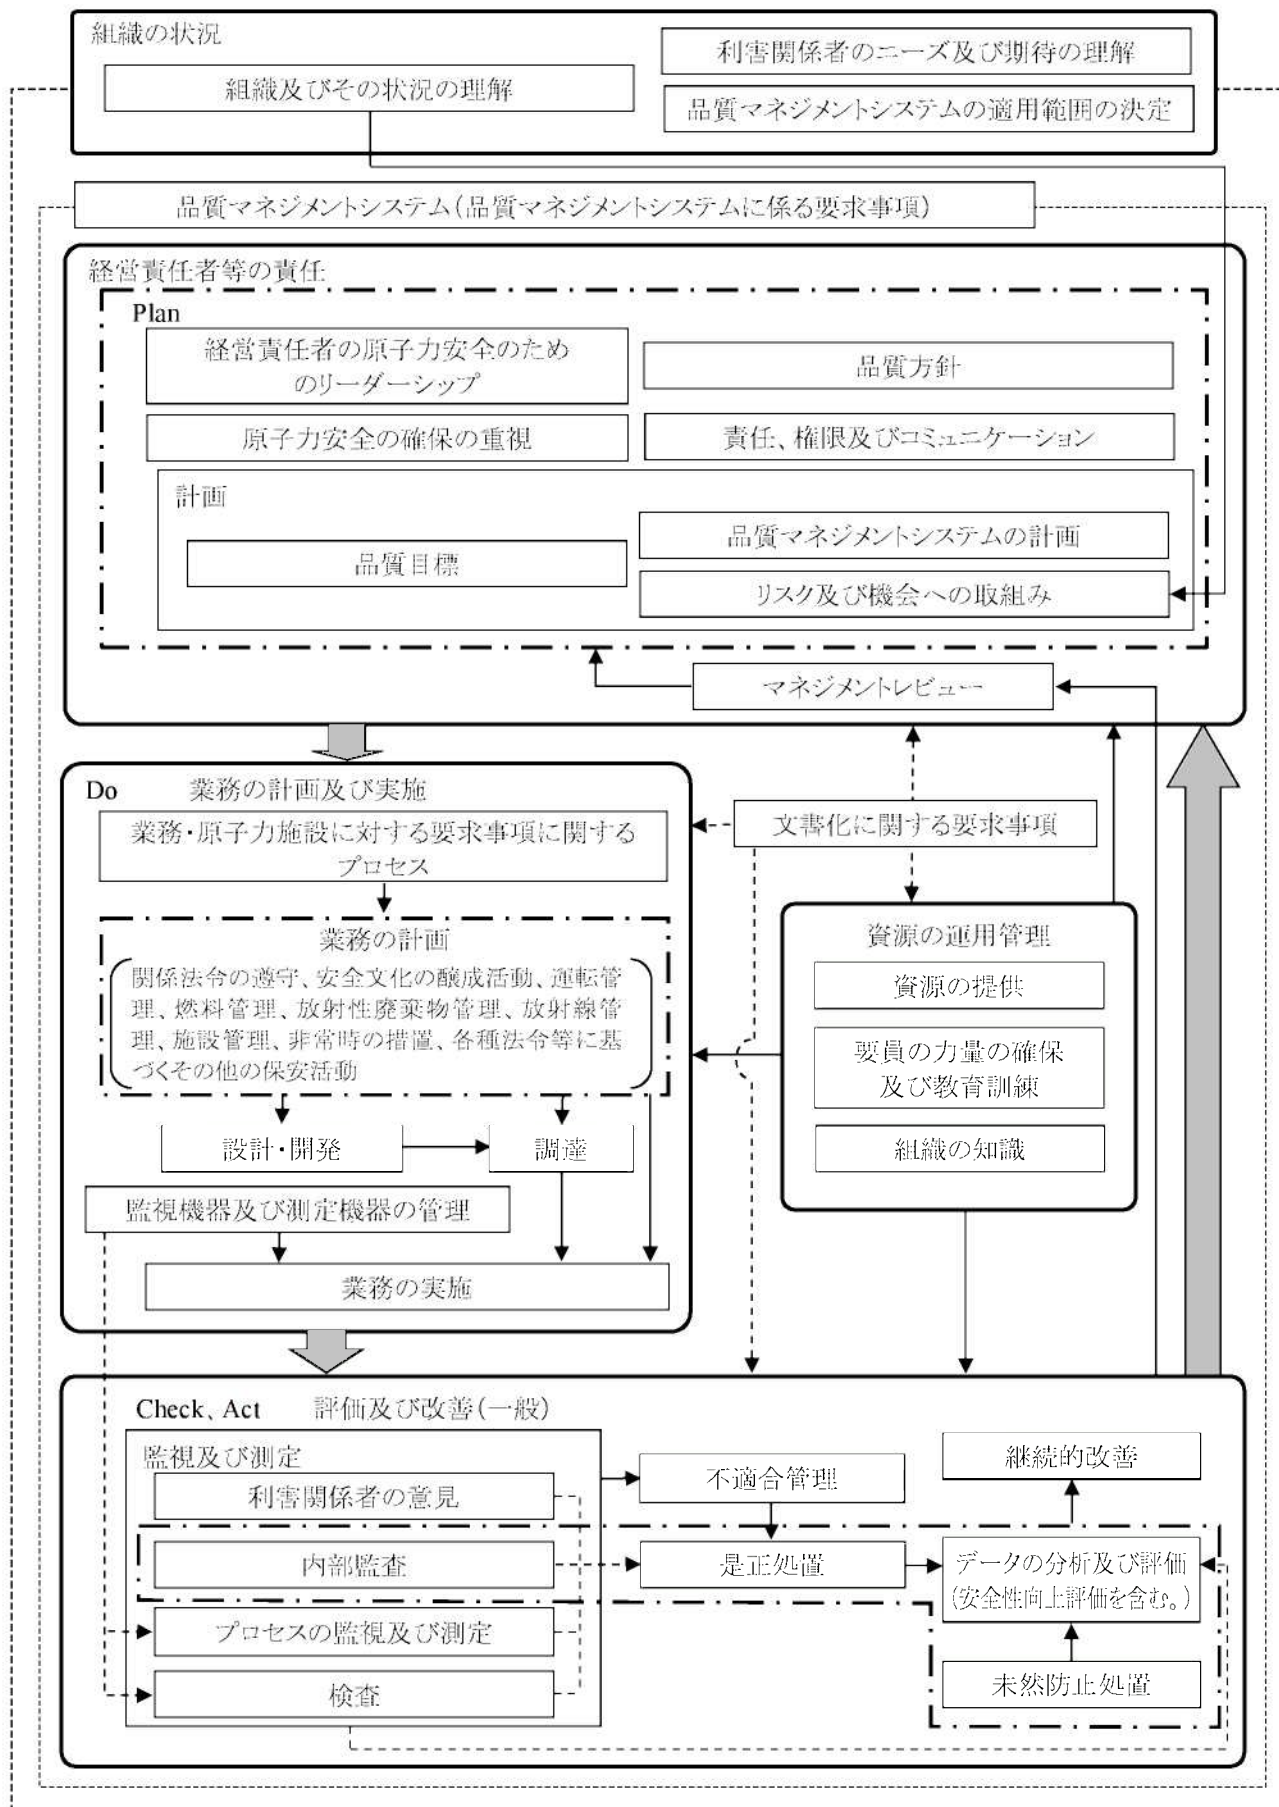 組織の状況
組織及びその状況の理解
利害関係者のニーズ及び期待の理解
品質マネジメントシステムの適用範囲の決定
品質マネジメントシステム(品質マネジメントシステムに係る要求事項)
経営責任者等の責任
Plan
経営責任者の原子力安全のため
のリーダーシップ
品質方針
原子力安全の確保の重視
責任、権限及びコミュニケーション
計画
品質目標
品質マネジメントシステムの計画
リスク及び機会への取組み
マネジメントレビュー
Do 業務の計画及び実施
業務・原子力施設に対する要求事項に関する
プロセス
文書化に関する要求事項
業務の計画
関係法令の遵守、安全文化の醸成活動、運転管
理、燃料管理、放射性廃棄物管理、放射線管
理、施設管理、非常時の措置、各種法令等に基
づくその他の保安活動
設計・開発
調達
監視機器及び測定機器の管理
業務の実施
資源の運用管理
資源の提供
要員の力量の確保
及び教育訓練
組織の知識
Check、Act 評価及び改善(一般)
監視及び測定
利害関係者の意見
内部監査
プロセスの監視及び測定
検査
不適合管理
是正処置
継続的改善
データの分析及び評価
(安全性向上評価を含む。)
未然防止処置